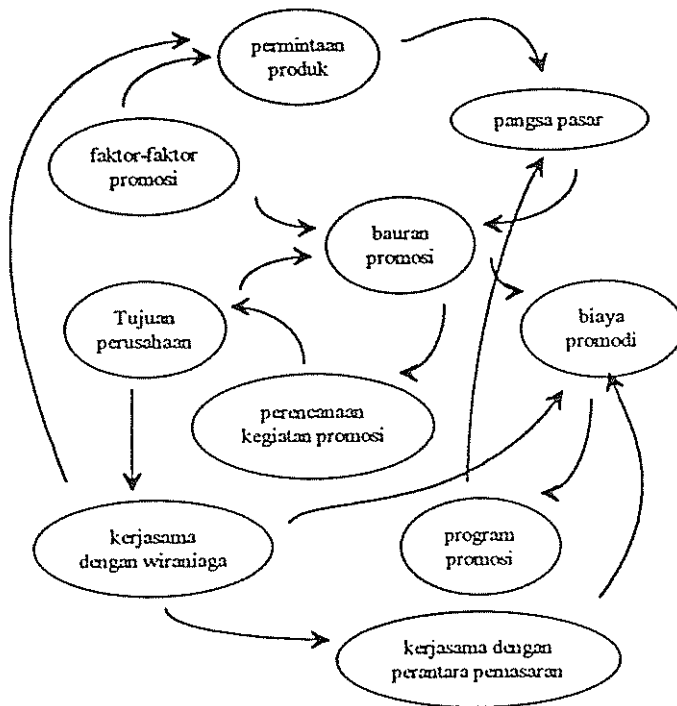 permintaan
produk
pangsa pasar
faktor-faktor
promosi
bauran
promosi
Tujuan
perusahaan
biaya
promodi
perencanaan
kegiatan promosi
kerjasama
dengan wiraniaga
program
promosi
kerjasama dengan
perantara pemasaran